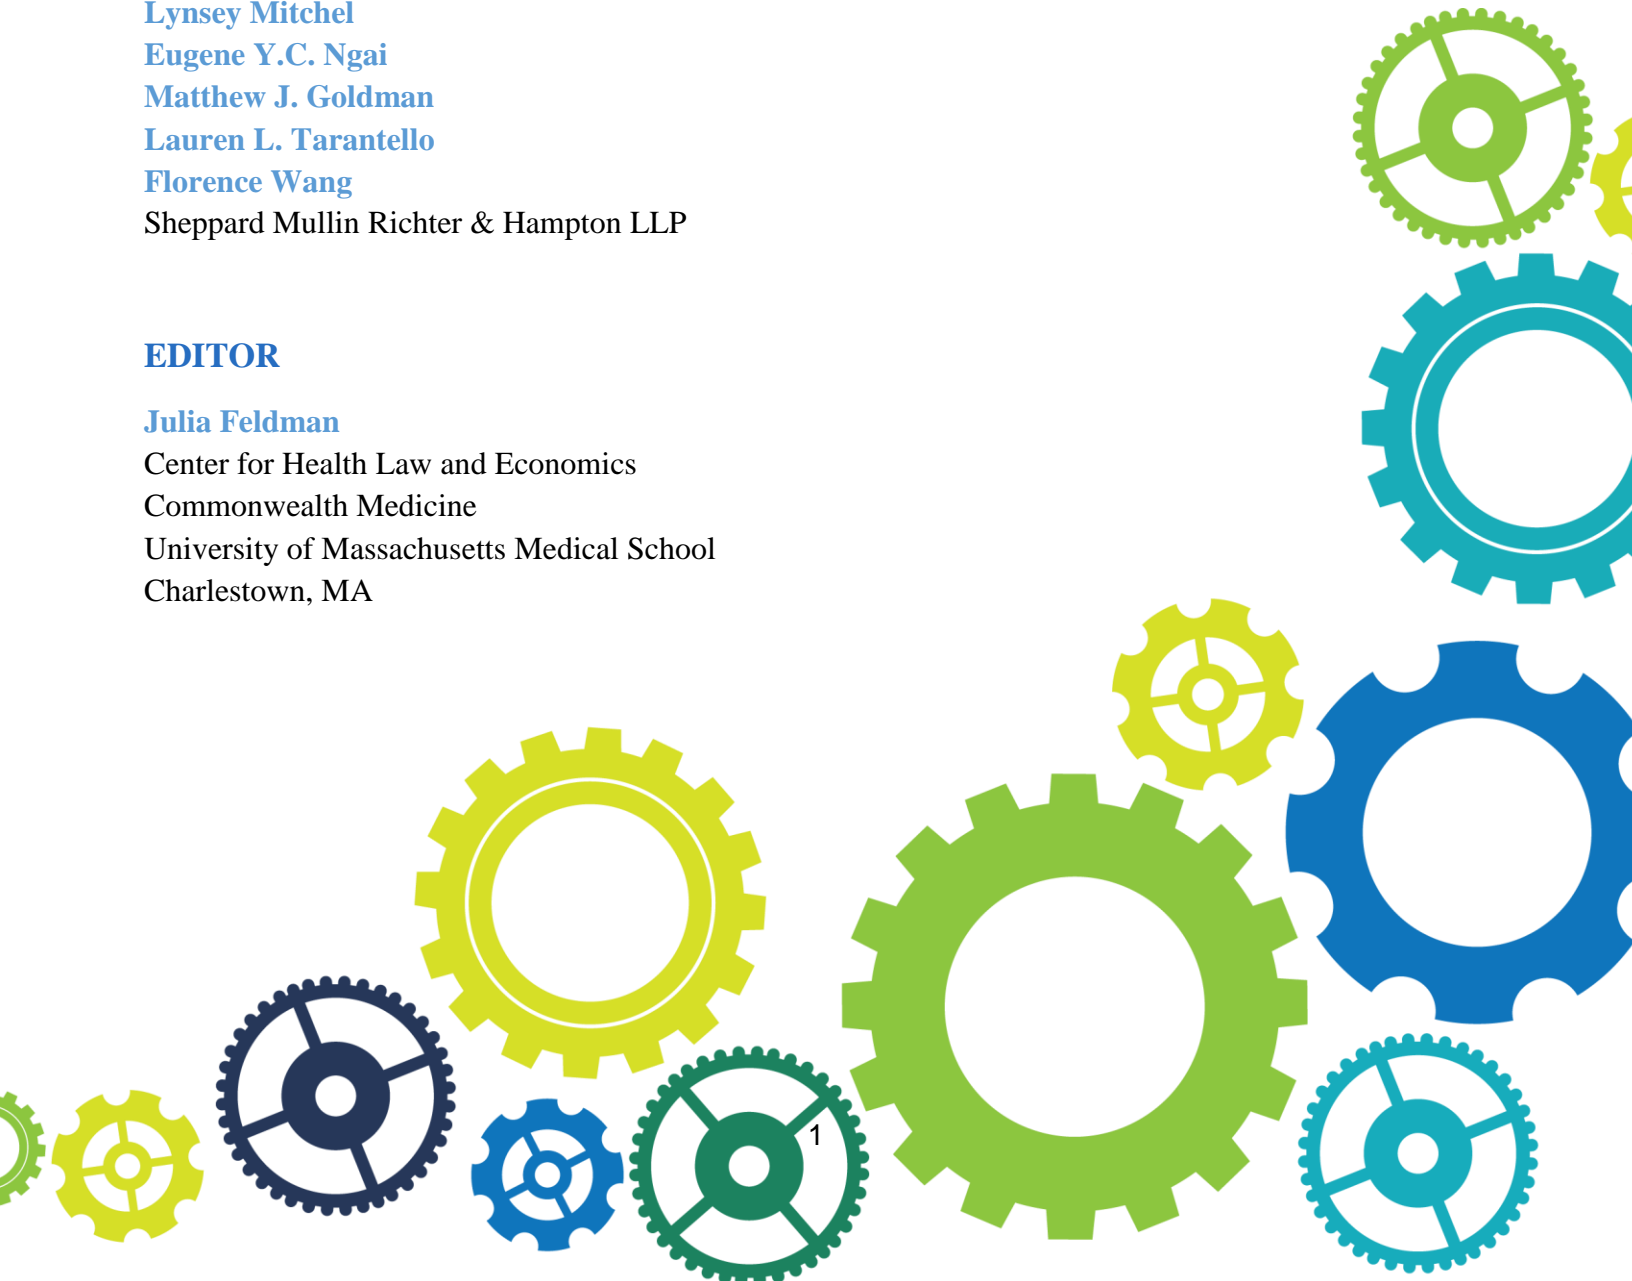 Lynsey Mitchel
Eugene Y.C. Ngai
Matthew J. Goldman
Lauren L. Tarantello
Florence Wang
Sheppard Mullin Richter & Hampton LLP
EDITOR
Julia Feldman
Center for Health Law and Economics
Commonwealth Medicine
University of Massachusetts Medical School
Charlestown, MA
1